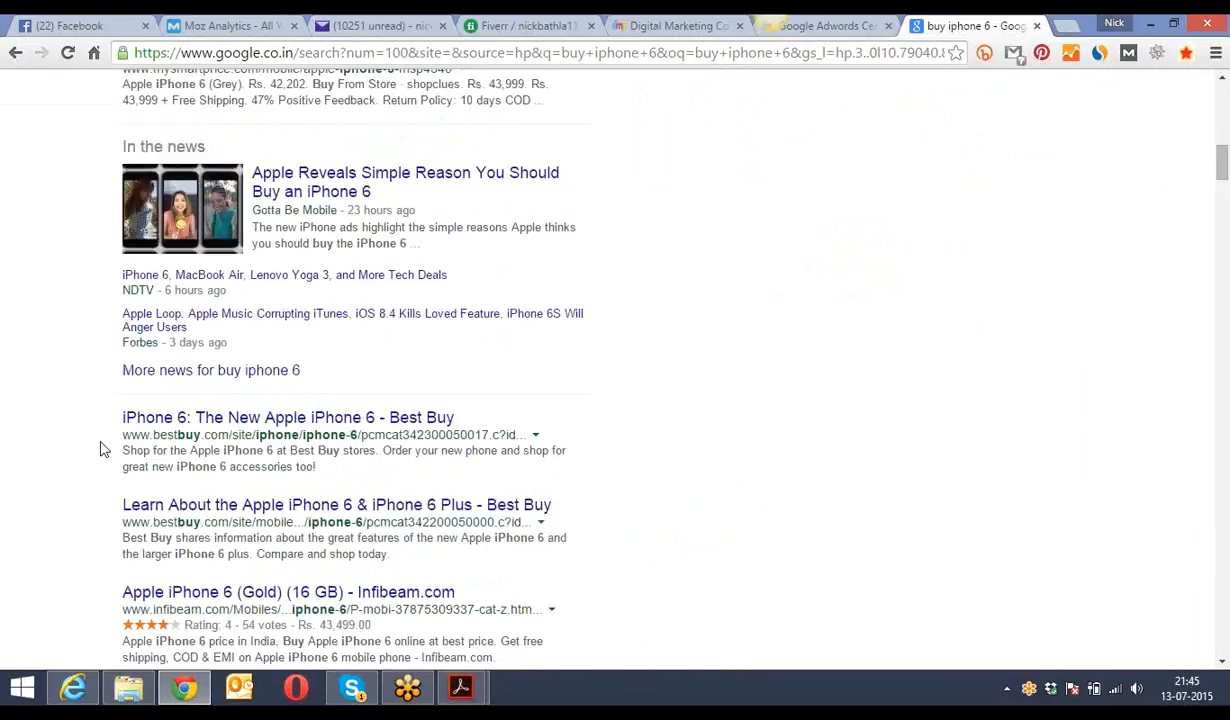 (22) Facebook
Moz Analytics - All
(10251 unread) - nic
Fiverr / nickbathla11
Digital Marketing Co
Google Adwords Ce
buy iphone 6 - Goog
Nick
https://www.google.co.in/search?num=100&site=&source=hp&q=buy+iphone+6&oq=buy+iphone+6&gs_l=hp.3..0l10.79040.8
Apple iPhone 6 (Grey). Rs. 42,202. Buy From Store · shopclues. Rs. 43,999. Rs.
43,999 + Free Shipping. 47% Positive Feedback. Return Policy: 10 days COD ...
In the news
Apple Reveals Simple Reason You Should
Buy an iPhone 6
Gotta Be Mobile - 23 hours ago
The new iPhone ads highlight the simple reasons Apple thinks
you should buy the iPhone 6 ...
iPhone 6, MacBook Air, Lenovo Yoga 3, and More Tech Deals
NDTV - 6 hours ago
Apple Loop. Apple Music Corrupting iTunes, iOS 8.4 Kills Loved Feature, iPhone 6S Will
Anger Users
Forbes - 3 days ago
More news for buy iphone 6
iPhone 6: The New Apple iPhone 6 - Best Buy
www.bestbuy.com/site/iphone/iphone-6/pcmcat342300050017.c?id...
Shop for the Apple iPhone 6 at Best Buy stores. Order your new phone and shop for
great new iPhone 6 accessories too!
Learn About the Apple iPhone 6 & iPhone 6 Plus - Best Buy
www.bestbuy.com/site/mobile.../iphone-6/pcmcat342200050000.c?id...
Best Buy shares information about the great features of the new Apple iPhone 6 and
the larger iPhone 6 plus. Compare and shop today.
Apple iPhone 6 (Gold) (16 GB) - Infibeam.com
www.infibeam.com/Mobiles/...iphone-6/P-mobi-37875309337-cat-z.htm...
Rating: 4 - 54 votes - Rs. 43,499.00
Apple iPhone 6 price in India, Buy Apple iPhone 6 online at best price. Get free
shipping, COD & EMI on Apple iPhone 6 mobile phone - Infibeam.com.
21:45
13-07-2015